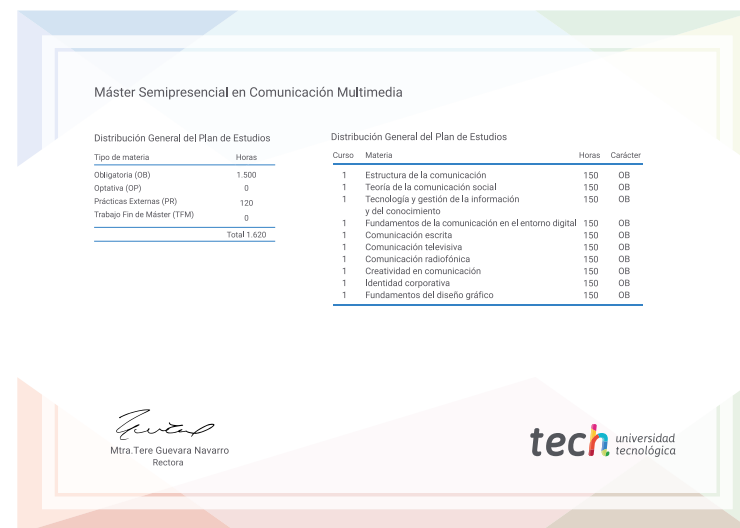 Máster Semipresencial en Comunicación Multimedia
Distribución General del Plan de Estudios
Tipo de materia Horas
Obligatoria (OB) 1.500
Optativa (OP) 0
Prácticas Externas (PR) 120
Trabajo Fin de Máster (TFM) 0
Total 1.620
Distribución General del Plan de Estudios
Curso Materia Horas Carácter
1 Estructura de la comunicación 150 OB
1 Teoría de la comunicación social 150 OB
1 Tecnología y gestión de la información 150 OB
y del conocimiento
1 Fundamentos de la comunicación en el entorno digital 150 OB
1 Comunicación escrita 150 OB
1 Comunicación televisiva 150 OB
1 Comunicación radiofónica 150 OB
1 Creatividad en comunicación 150 OB
1 Identidad corporativa 150 OB
1 Fundamentos del diseño gráfico 150 OB
Mtra.Tere Guevara Navarro
Rectora
tech universidad
tecnológica